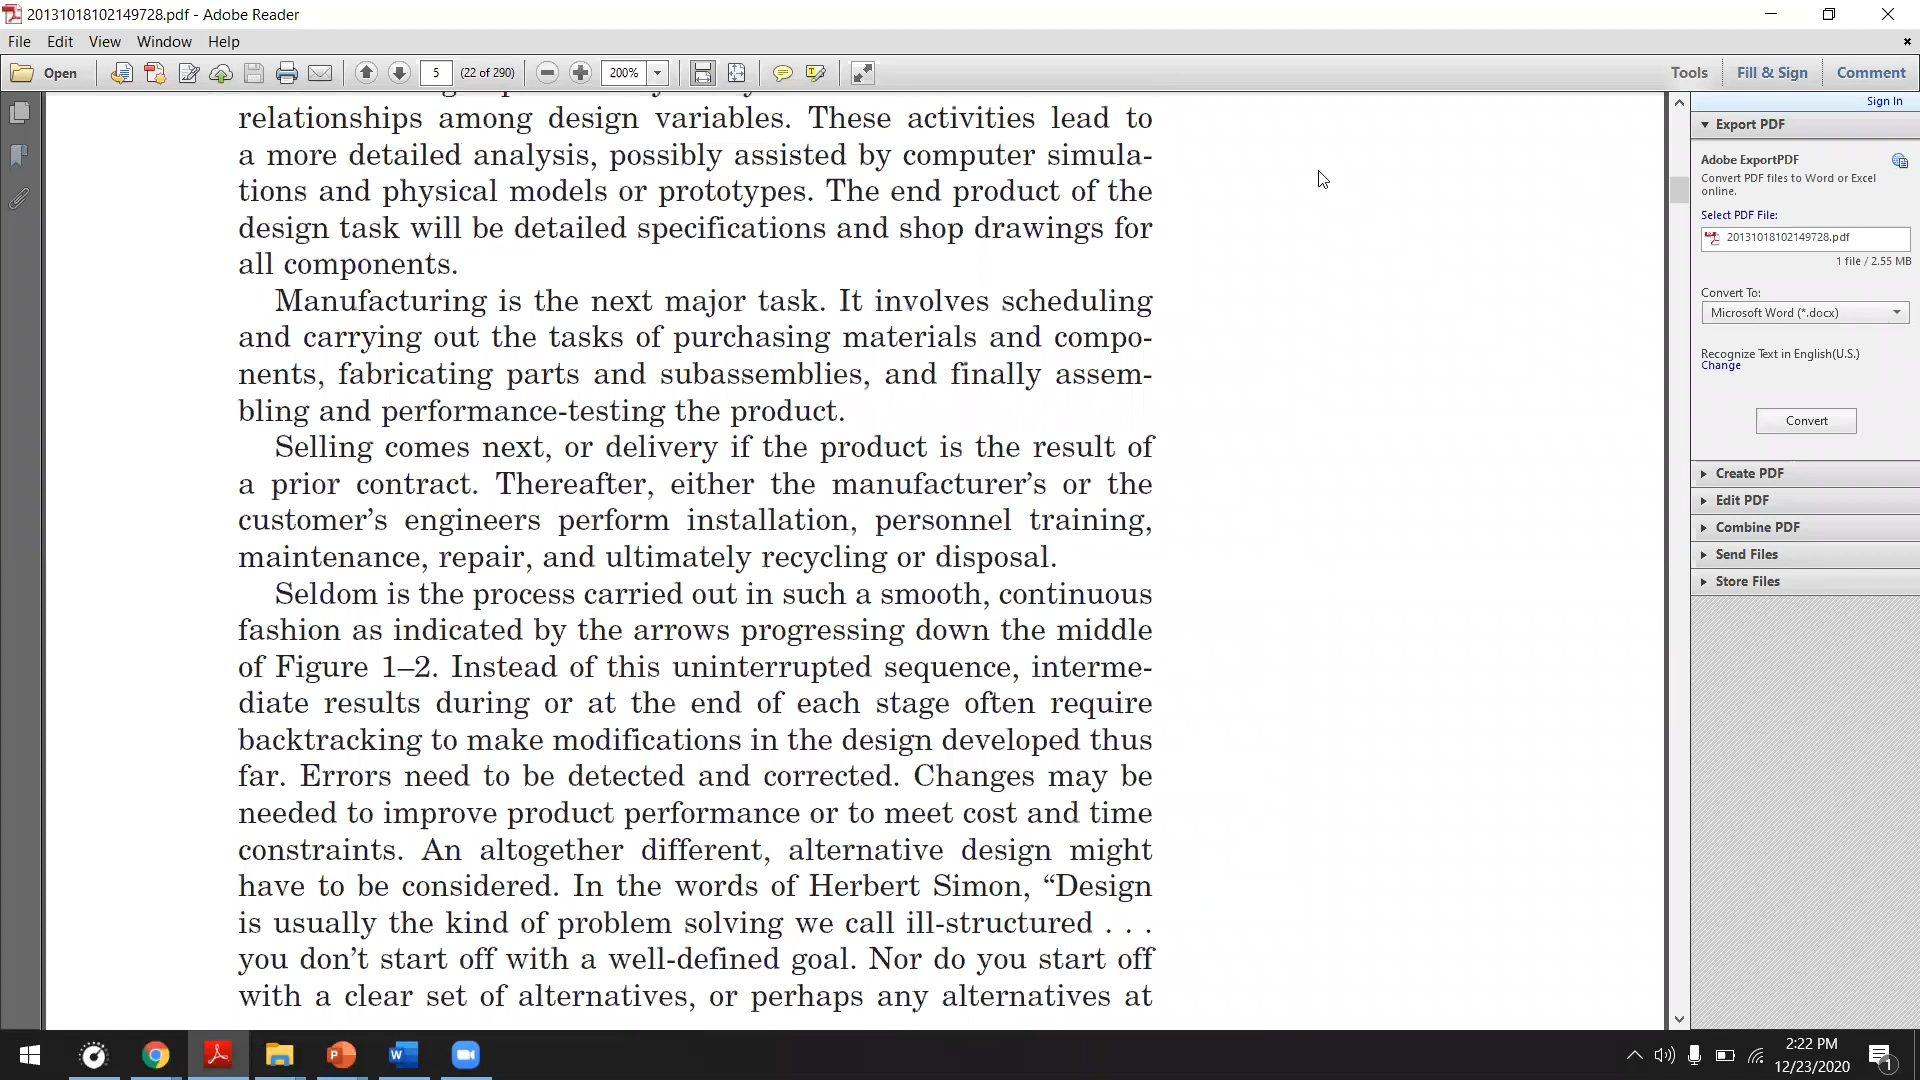 20131018102149728.pdf - Adobe Reader
File Edit View Window Help
Open 5 (22 of 290) 200% Tools Fill & Sign Comment
relationships among design variables. These activities lead to
a more detailed analysis, possibly assisted by computer simula-
tions and physical models or prototypes. The end product of the
design task will be detailed specifications and shop drawings for
all components.
Manufacturing is the next major task. It involves scheduling
and carrying out the tasks of purchasing materials and compo-
nents, fabricating parts and subassemblies, and finally assem-
bling and performance-testing the product.
Selling comes next, or delivery if the product is the result of
a prior contract. Thereafter, either the manufacturer’s or the
customer’s engineers perform installation, personnel training,
maintenance, repair, and ultimately recycling or disposal.
Seldom is the process carried out in such a smooth, continuous
fashion as indicated by the arrows progressing down the middle
of Figure 1–2. Instead of this uninterrupted sequence, interme-
diate results during or at the end of each stage often require
backtracking to make modifications in the design developed thus
far. Errors need to be detected and corrected. Changes may be
needed to improve product performance or to meet cost and time
constraints. An altogether different, alternative design might
have to be considered. In the words of Herbert Simon, “Design
is usually the kind of problem solving we call ill-structured . . .
you don’t start off with a well-defined goal. Nor do you start off
with a clear set of alternatives, or perhaps any alternatives at
Sign In
Export PDF
Adobe ExportPDF
Convert PDF files to Word or Excel
online.
Select PDF File:
20131018102149728.pdf
1 file / 2.55 MB
Convert To:
Microsoft Word (*.docx)
Recognize Text in English(U.S.)
Change
Convert
Create PDF
Edit PDF
Combine PDF
Send Files
Store Files
2:22 PM
12/23/2020
1